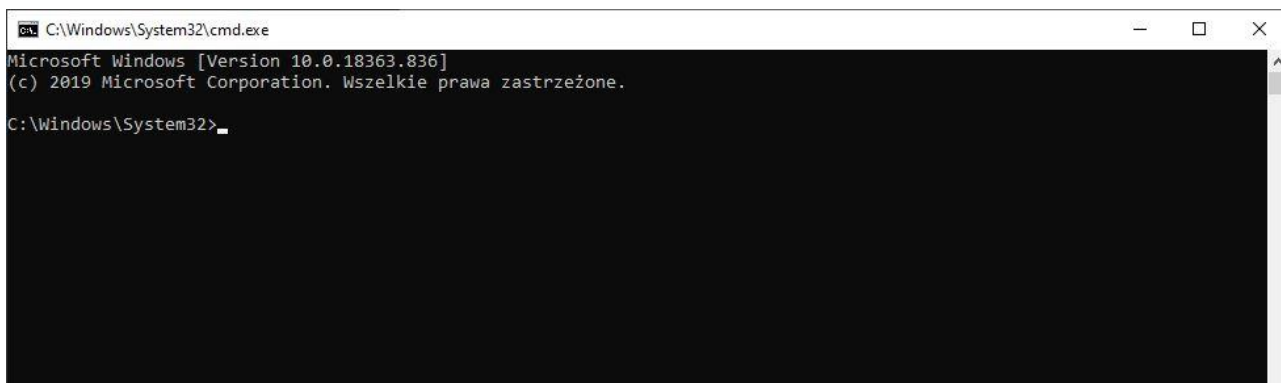 C:\Windows\System32\cmd.exe
Microsoft Windows [Version 10.0.18363.836]
(c) 2019 Microsoft Corporation. Wszelkie prawa zastrzeżone.
C:\Windows\System32>